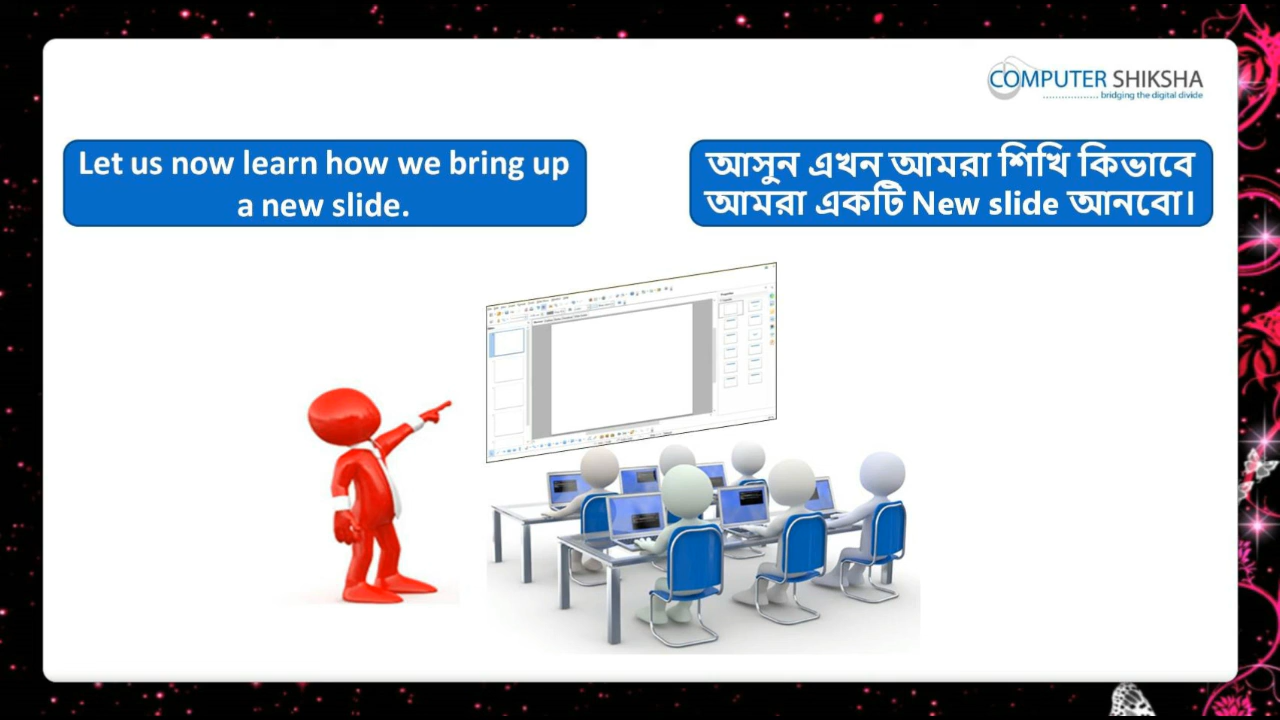 COMPUTER SHIKSHA
bridging the digital divide
Let us now learn how we bring up
a new slide.
আসুন এখন আমরা শিখি কিভাবে
আমরা একটি New slide আনবো।